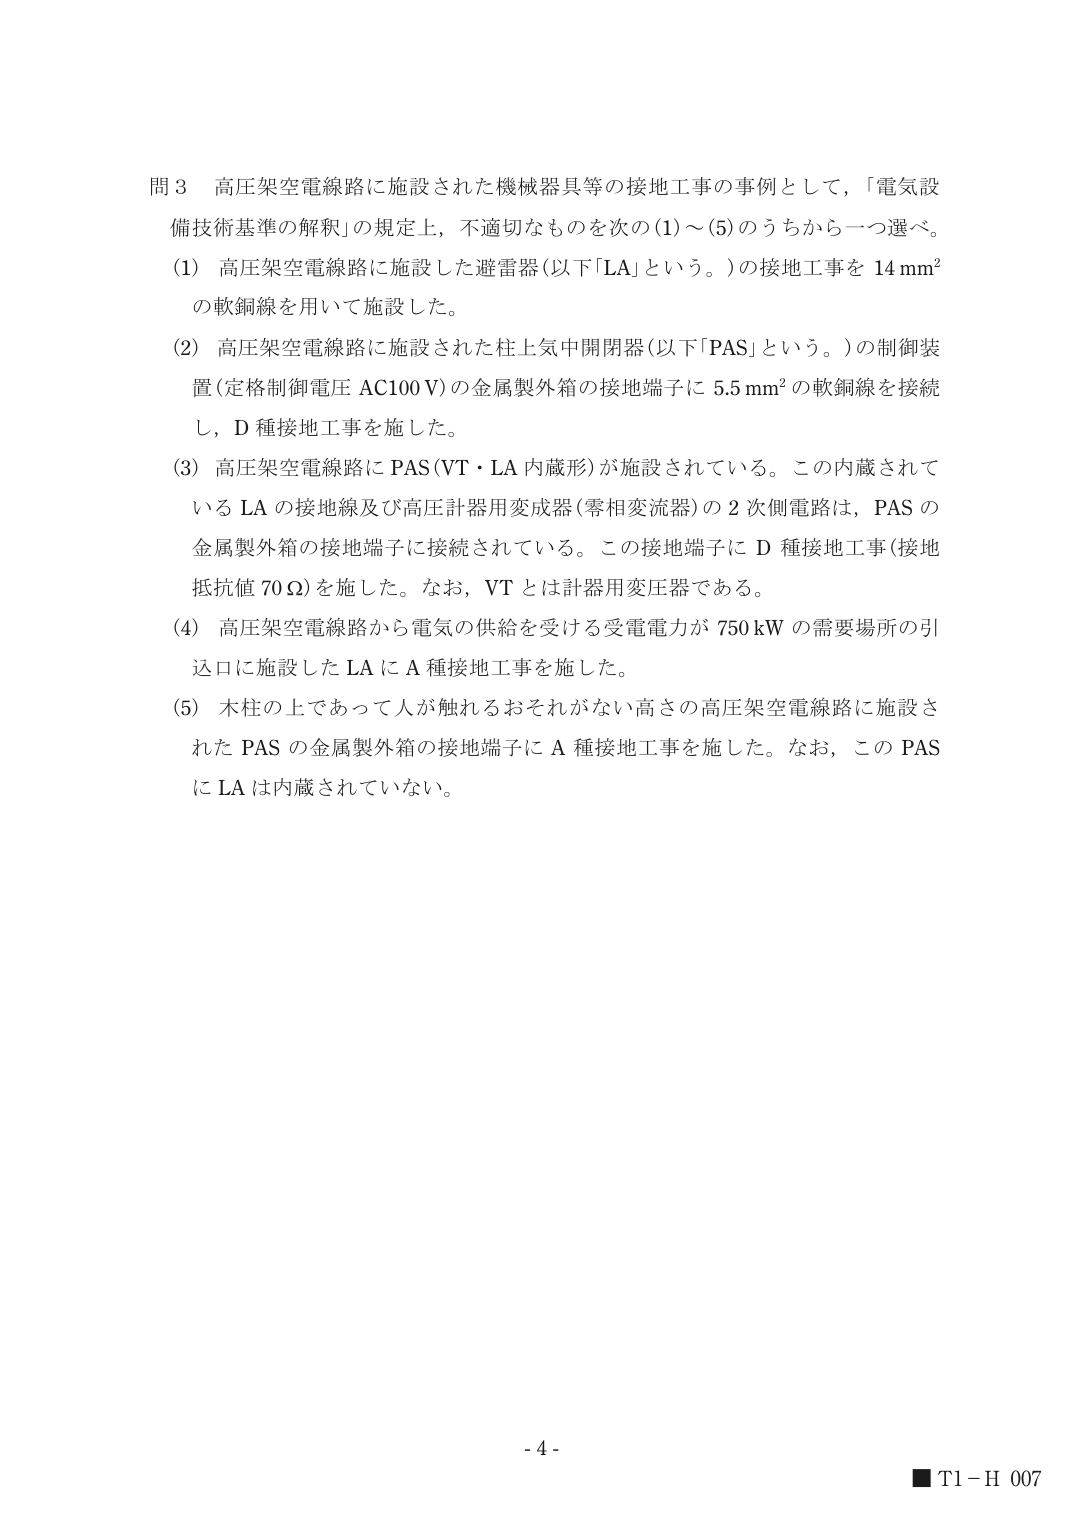 問３　高圧架空電線路に施設された機械器具等の接地工事の事例として，「電気設
備技術基準の解釈」の規定上，不適切なものを次の(1)～(5)のうちから一つ選べ。
(1)　高圧架空電線路に施設した避雷器(以下「LA」という。)の接地工事を 14 mm²
の軟銅線を用いて施設した。
(2)　高圧架空電線路に施設された柱上気中開閉器(以下「PAS」という。)の制御装
置(定格制御電圧 AC100 V)の金属製外箱の接地端子に 5.5 mm² の軟銅線を接続
し，D 種接地工事を施した。
(3)　高圧架空電線路に PAS(VT・LA 内蔵形)が施設されている。この内蔵されて
いる LA の接地線及び高圧計器用変成器(零相変流器)の 2 次側電路は，PAS の
金属製外箱の接地端子に接続されている。この接地端子に D 種接地工事(接地
抵抗値 70 Ω)を施した。なお，VT とは計器用変圧器である。
(4)　高圧架空電線路から電気の供給を受ける受電電力が 750 kW の需要場所の引
込口に施設した LA に A 種接地工事を施した。
(5)　木柱の上であって人が触れるおそれがない高さの高圧架空電線路に施設さ
れた PAS の金属製外箱の接地端子に A 種接地工事を施した。なお，この PAS
に LA は内蔵されていない。
- 4 -
■ T1－H 007